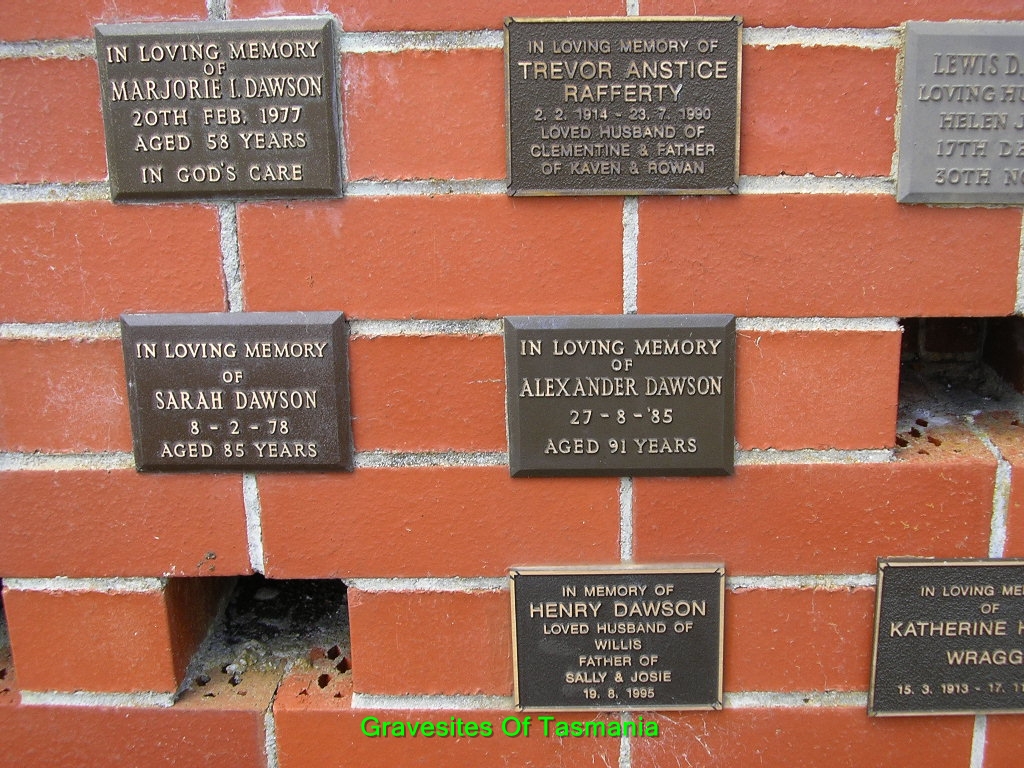 IN LOVING MEMORY
OF
MARJORIE I. DAWSON
20TH FEB. 1977
AGED 58 YEARS
IN GOD'S CARE
IN LOVING MEMORY OF
TREVOR ANSTICE
RAFFERTY
2. 2. 1914 - 23. 7. 1990
LOVED HUSBAND OF
CLEMENTINE & FATHER
OF KAVEN & ROWAN
LEWIS D.
LOVING
HELEN J
17TH
30TH
IN LOVING MEMORY
OF
SARAH DAWSON
8 - 2 - 78
AGED 85 YEARS
IN LOVING MEMORY
OF
ALEXANDER DAWSON
27 - 8 - '85
AGED 91 YEARS
IN MEMORY OF
HENRY DAWSON
LOVED HUSBAND OF
WILLIS
FATHER OF
SALLY & JOSIE
19. 8. 1995
IN LOVING
OF
KATHERINE
WRAGG
15. 3. 1913 - 17.
Gravesites Of Tasmania